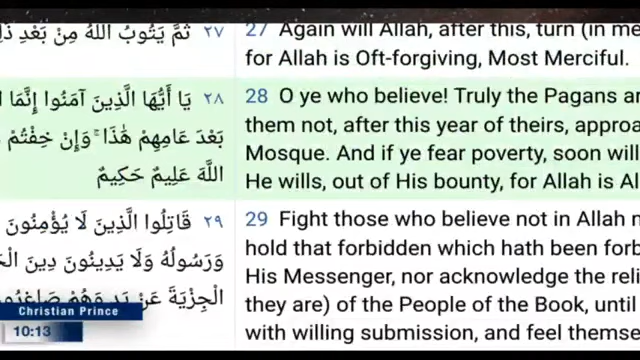 ٢٧ ثُمَّ يَتُوبُ اللَّهُ مِنْ بَعْدِ
٢٨ يَا أَيُّهَا الَّذِينَ آمَنُوا إِنَّمَا
بَعْدَ عَامِهِمْ هَٰذَا ۚ وَإِنْ خِفْتُمْ
اللَّهَ عَلِيمٌ حَكِيمٌ
٢٩ قَاتِلُوا الَّذِينَ لَا يُؤْمِنُونَ
وَرَسُولُهُ وَلَا يَدِينُونَ دِينَ
الْجِزْيَةَ عَنْ يَدٍ وَهُمْ صَاغِرُونَ
27 Again will Allah, after this, turn (in me
for Allah is Oft-forgiving, Most Merciful.
28 O ye who believe! Truly the Pagans ar
them not, after this year of theirs, approa
Mosque. And if ye fear poverty, soon will
He wills, out of His bounty, for Allah is Al
29 Fight those who believe not in Allah n
hold that forbidden which hath been forb
His Messenger, nor acknowledge the reli
they are) of the People of the Book, until
with willing submission, and feel themse
Christian Prince
10:13